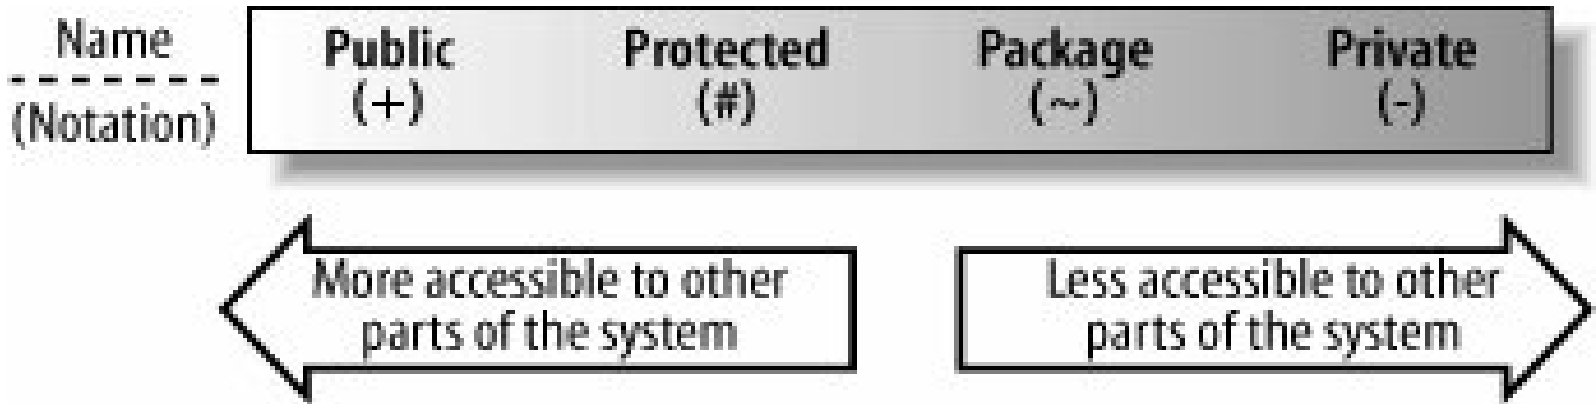 Name
(Notation)
Public Protected Package Private
(+) (#) (~) (-)
More accessible to other
parts of the system
Less accessible to other
parts of the system